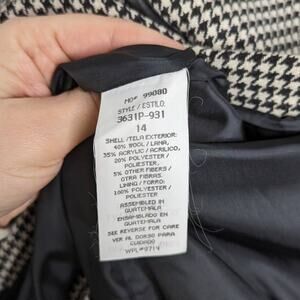 MO# 99080
STYLE/ESTILO:
3631P-931
14
SHELL/TELA EXTERIOR:
40% WOOL/LANA,
35% ACRYLIC/ACRILICO,
20% POLYESTER/
POLIESTER,
5% OTHER FIBERS/
OTRA FIBRAS.
LINING/FORRO:
100% POLYESTER/
POLIESTER.
ASSEMBLED IN
GUATEMALA
ENSAMBLADO EN
GUATEMALA
SEE REVERSE FOR CARE
VER AL DORSO PARA
CUIDADO
WPL#9714